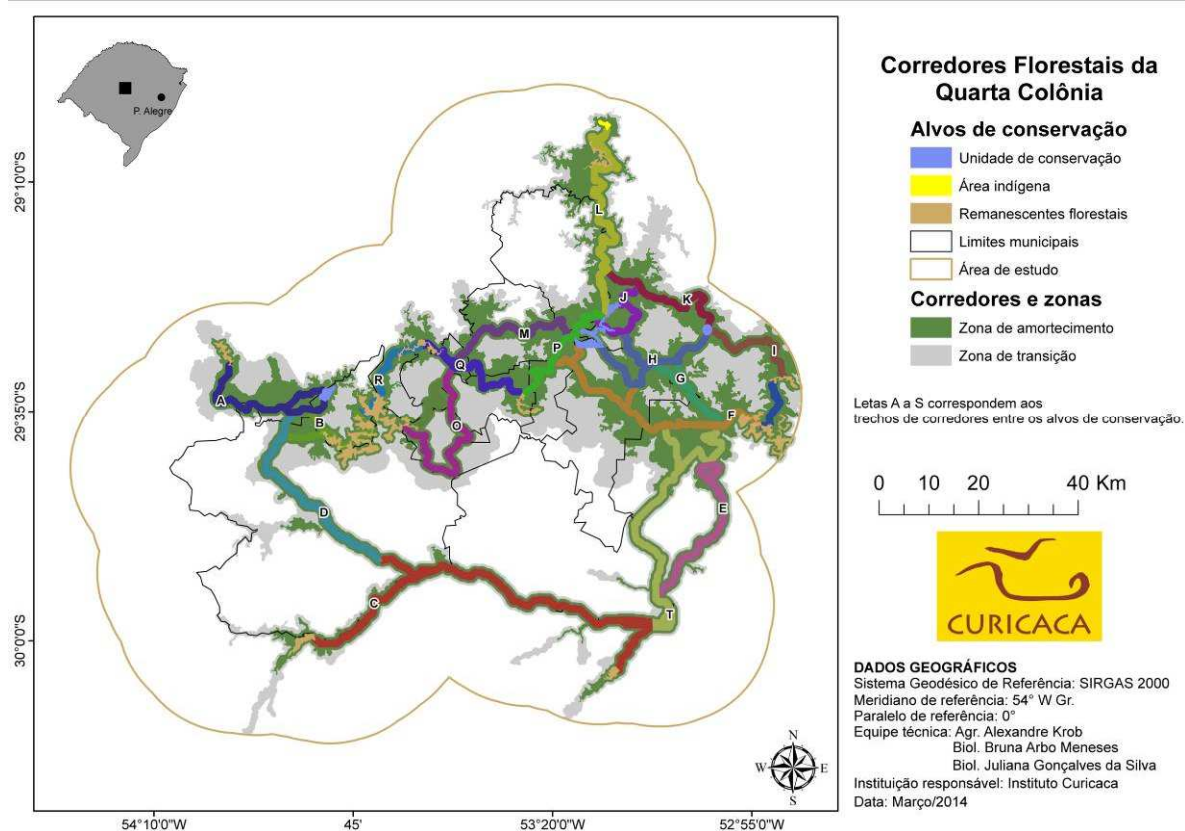 P. Alegre
29°10'0"S
29°35'0"S
30°0'0"S
54°10'0"W
45'
53°20'0"W
52°55'0"W
L
J
K
M
P
H
I
Q
G
R
A
F
B
O
E
D
C
T
N
W
E
S
Corredores Florestais da
Quarta Colônia
Alvos de conservação
Unidade de conservação
Área indígena
Remanescentes florestais
Limites municipais
Área de estudo
Corredores e zonas
Zona de amortecimento
Zona de transição
Letas A a S correspondem aos
trechos de corredores entre os alvos de conservação.
0 10 20 40 Km
CURICACA
DADOS GEOGRÁFICOS
Sistema Geodésico de Referência: SIRGAS 2000
Meridiano de referência: 54° W Gr.
Paralelo de referência: 0°
Equipe técnica: Agr. Alexandre Krob
Biol. Bruna Arbo Meneses
Biol. Juliana Gonçalves da Silva
Instituição responsável: Instituto Curicaca
Data: Março/2014